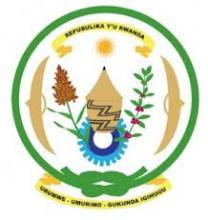 REPUBULIKA Y'U RWANDA
UBUMWE - UMURIMO - GUKUNDA IGIHUGU